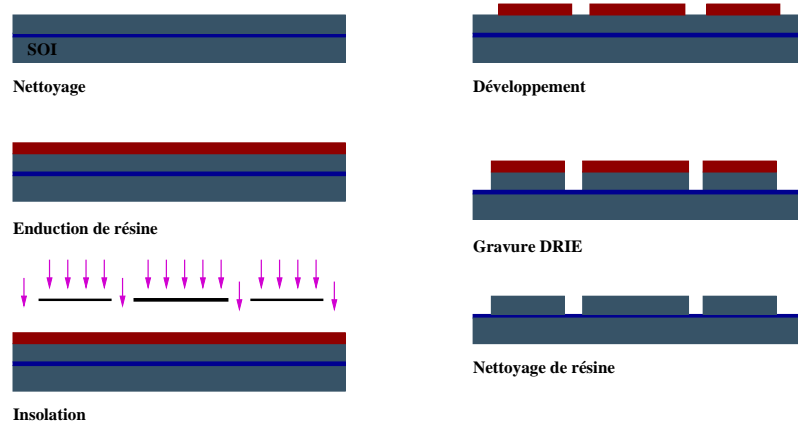 SOI
Nettoyage
Enduction de résine
Insolation
Développement
Gravure DRIE
Nettoyage de résine